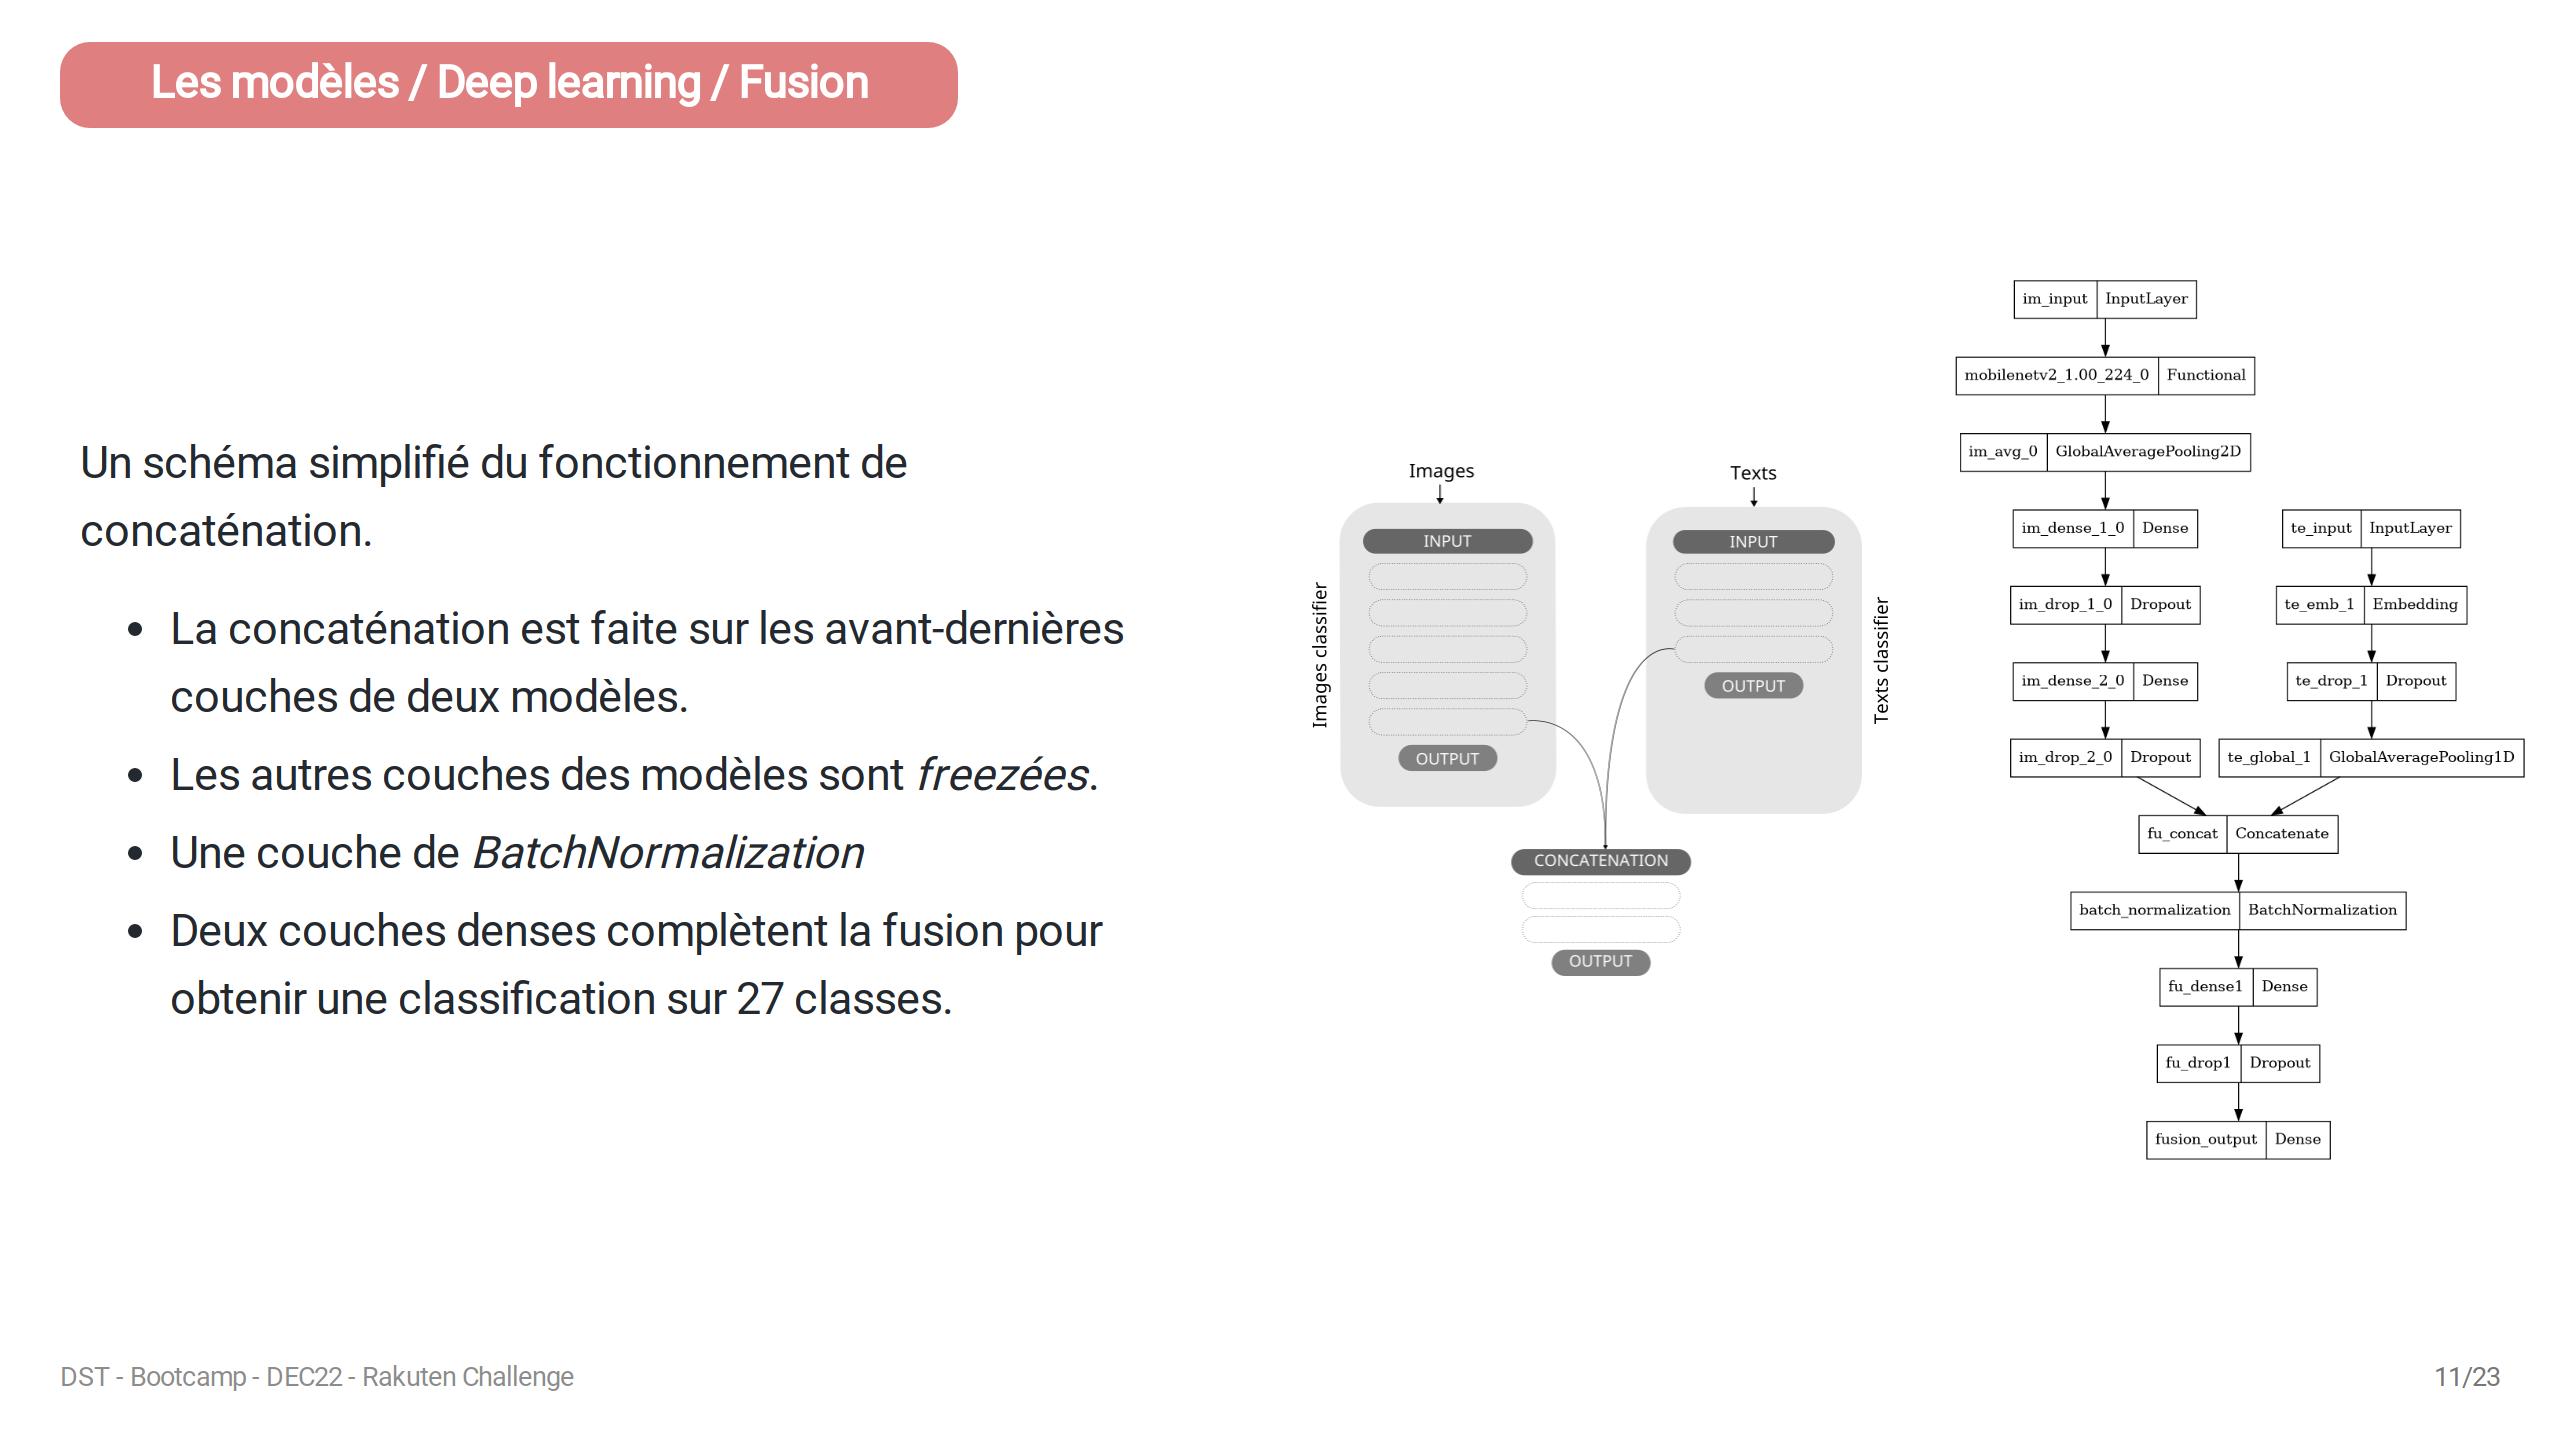 Les modèles / Deep learning / Fusion
Un schéma simplifié du fonctionnement de
concaténation.
• La concaténation est faite sur les avant-dernières
couches de deux modèles.
• Les autres couches des modèles sont freezées.
• Une couche de BatchNormalization
• Deux couches denses complètent la fusion pour
obtenir une classification sur 27 classes.
Images
Images classifier
INPUT
OUTPUT
Texts
Texts classifier
INPUT
OUTPUT
CONCATENATION
OUTPUT
im_input InputLayer
mobilenetv2_1.00_224_0 Functional
im_avg_0 GlobalAveragePooling2D
im_dense_1_0 Dense
im_drop_1_0 Dropout
im_dense_2_0 Dense
im_drop_2_0 Dropout
te_input InputLayer
te_emb_1 Embedding
te_drop_1 Dropout
te_global_1 GlobalAveragePooling1D
fu_concat Concatenate
batch_normalization BatchNormalization
fu_dense1 Dense
fu_drop1 Dropout
fusion_output Dense
DST - Bootcamp - DEC22 - Rakuten Challenge
11/23